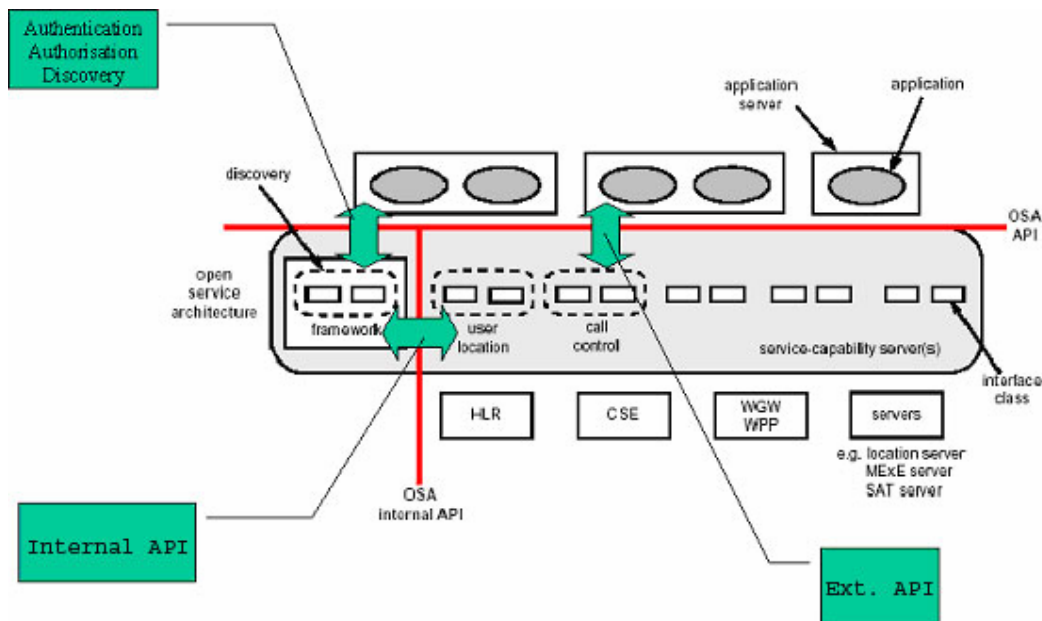 Authentication
Authorisation
Discovery
application
server
application
discovery
OSA
API
open
service
architecture
framework
user
location
call
control
service-capability server(s)
interface
class
HLR
CSE
WGW
WPP
servers
e.g. location server
MExE server
SAT server
OSA
internal API
Internal API
Ext. API